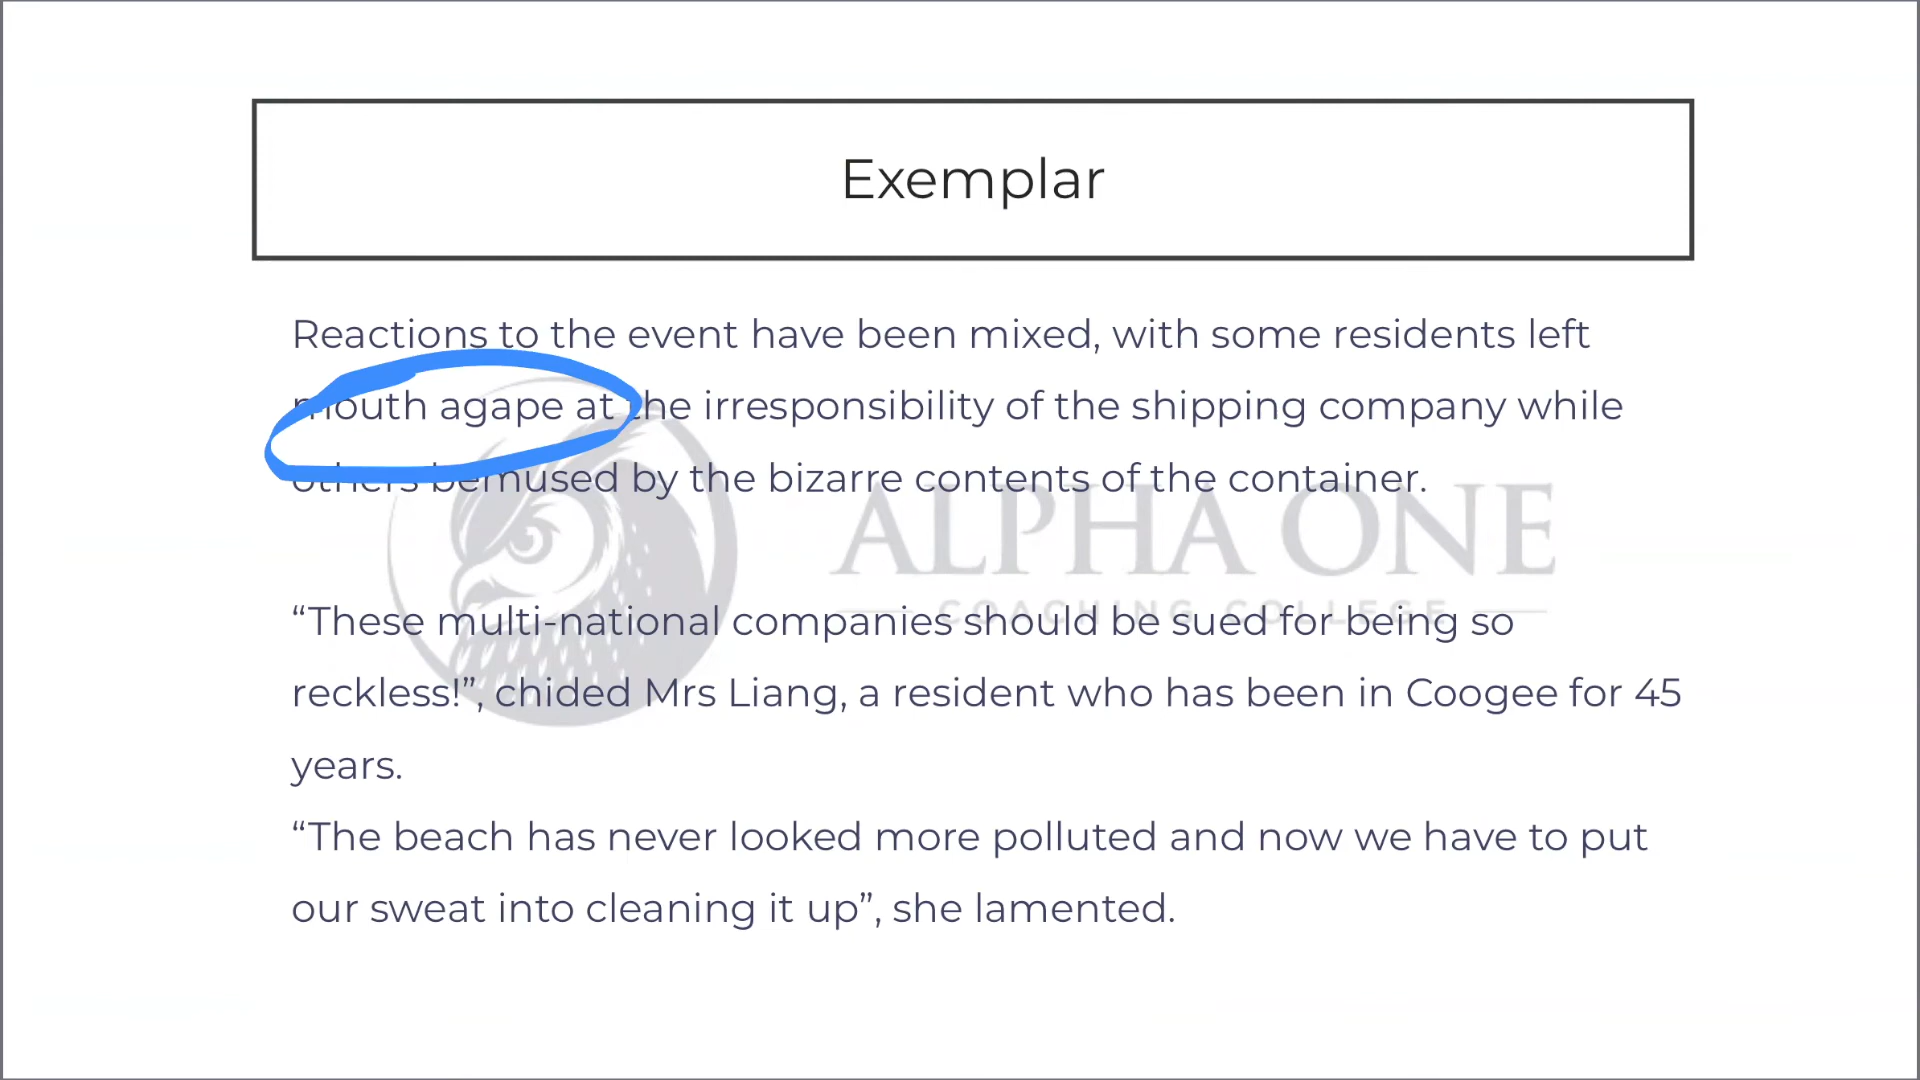 Exemplar
Reactions to the event have been mixed, with some residents left
mouth agape at the irresponsibility of the shipping company while
others bemused by the bizarre contents of the container.
ALPHA ONE
COACHING COLLEGE
“These multi-national companies should be sued for being so
reckless!”, chided Mrs Liang, a resident who has been in Coogee for 45
years.
“The beach has never looked more polluted and now we have to put
our sweat into cleaning it up”, she lamented.